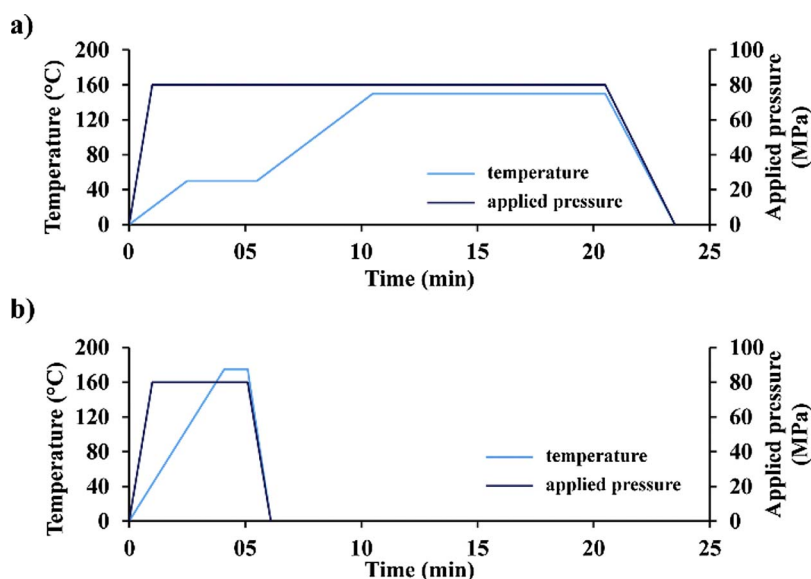 a)
200
160
120
80
40
0
Temperature (°C)
100
80
60
40
20
0
Applied pressure
(MPa)
temperature
applied pressure
0
05
10
15
20
25
Time (min)
b)
200
160
120
80
40
0
Temperature (°C)
100
80
60
40
20
0
Applied pressure
(MPa)
temperature
applied pressure
0
05
10
15
20
25
Time (min)